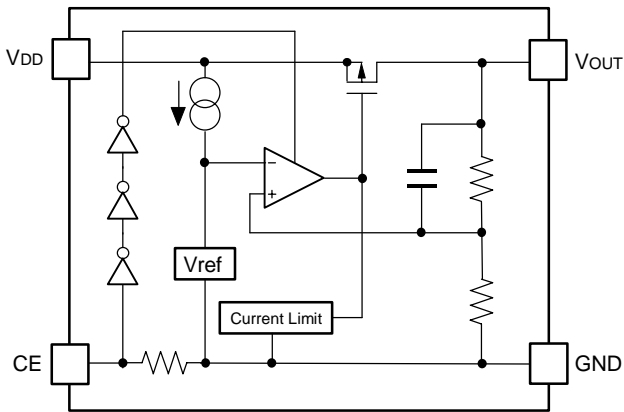 VDD
VOUT
−
+
Vref
Current Limit
CE
GND